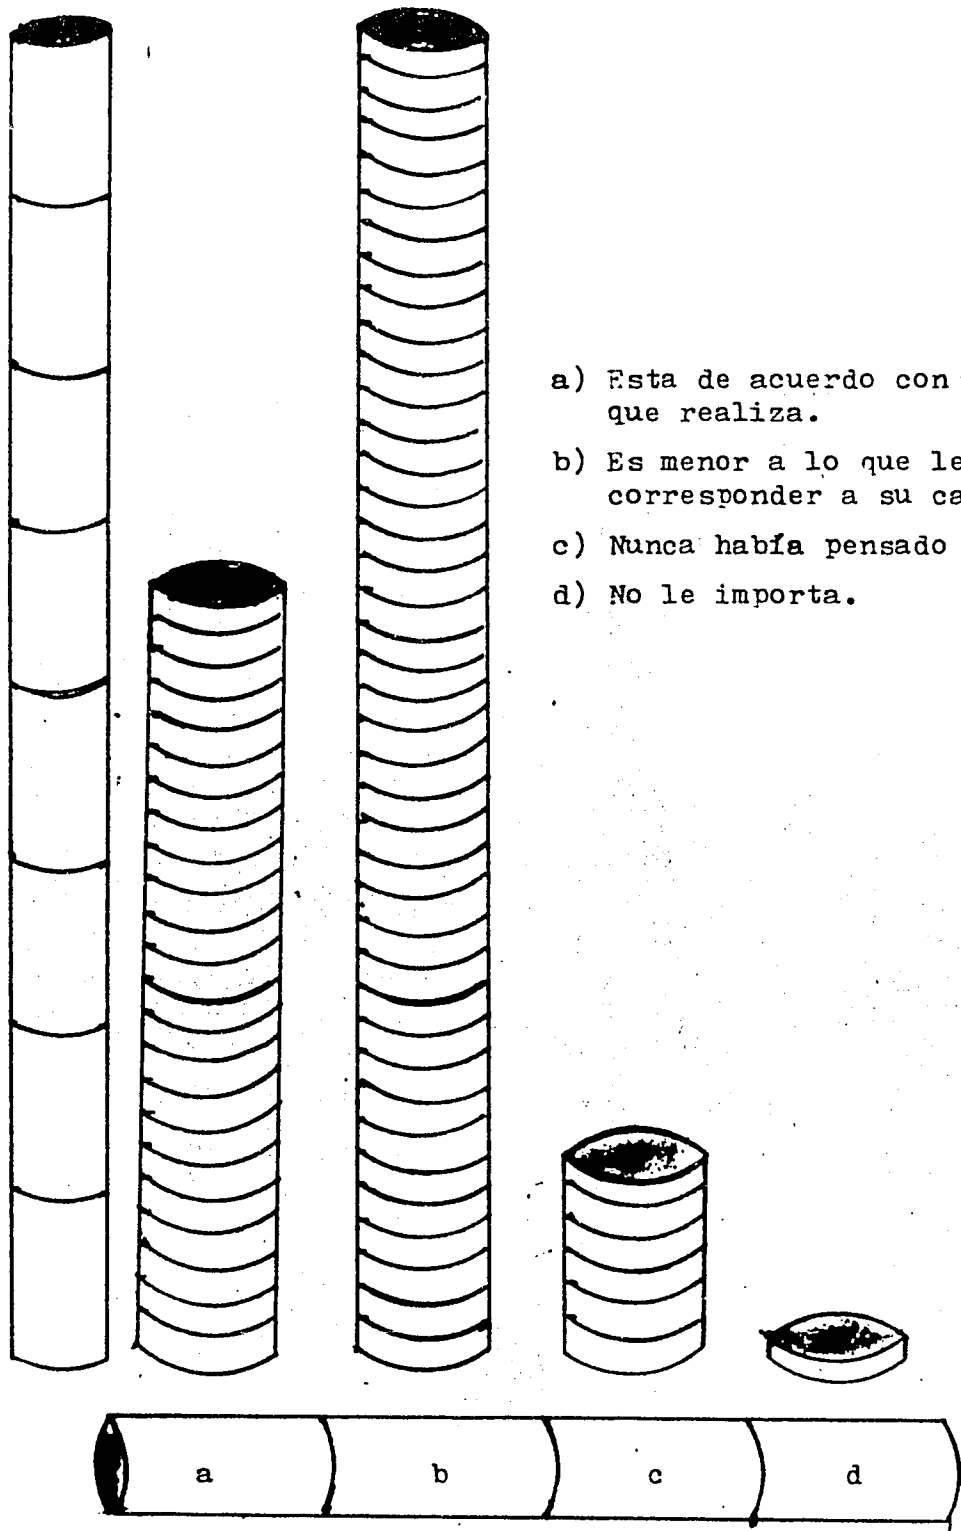 a) Esta de acuerdo con
que realiza.
b) Es menor a lo que le
corresponder a su ca
c) Nunca había pensado
d) No le importa.
a b c d